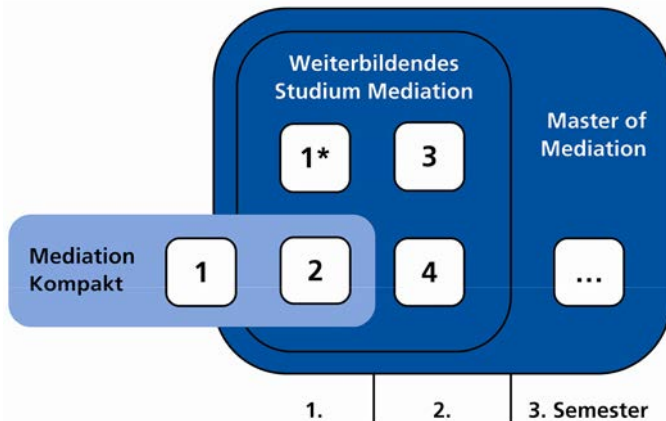 Weiterbildendes
Studium Mediation
Master of
Mediation
1*
3
Mediation
Kompakt
1
2
4
...
1.
2.
3. Semester